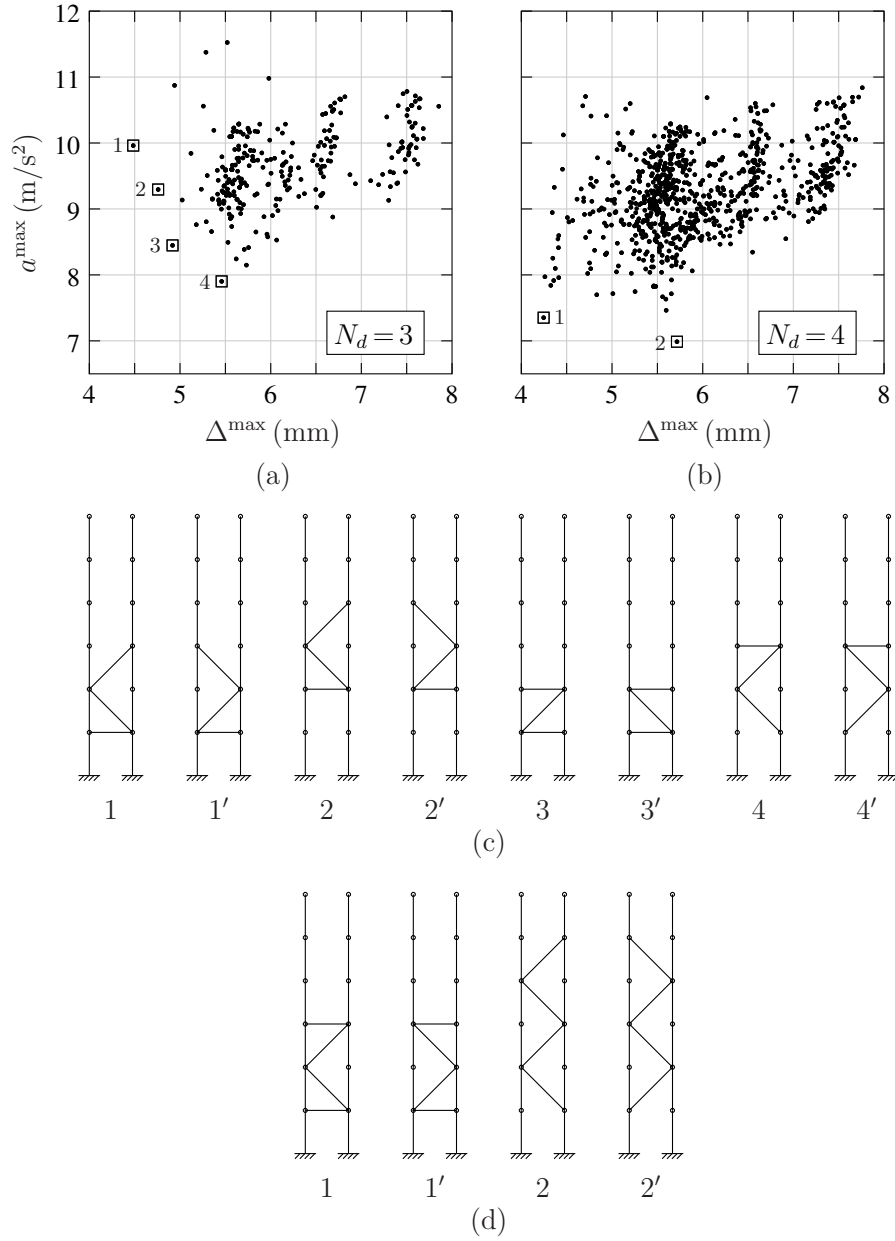 12
11
10
9
8
7
a^max (m/s²)
1
2
3
4
N_d = 3
1
2
N_d = 4
4 5 6 7 8
4 5 6 7 8
Δ^max (mm)
Δ^max (mm)
(a)
(b)
1 1′ 2 2′ 3 3′ 4 4′
(c)
1 1′ 2 2′
(d)